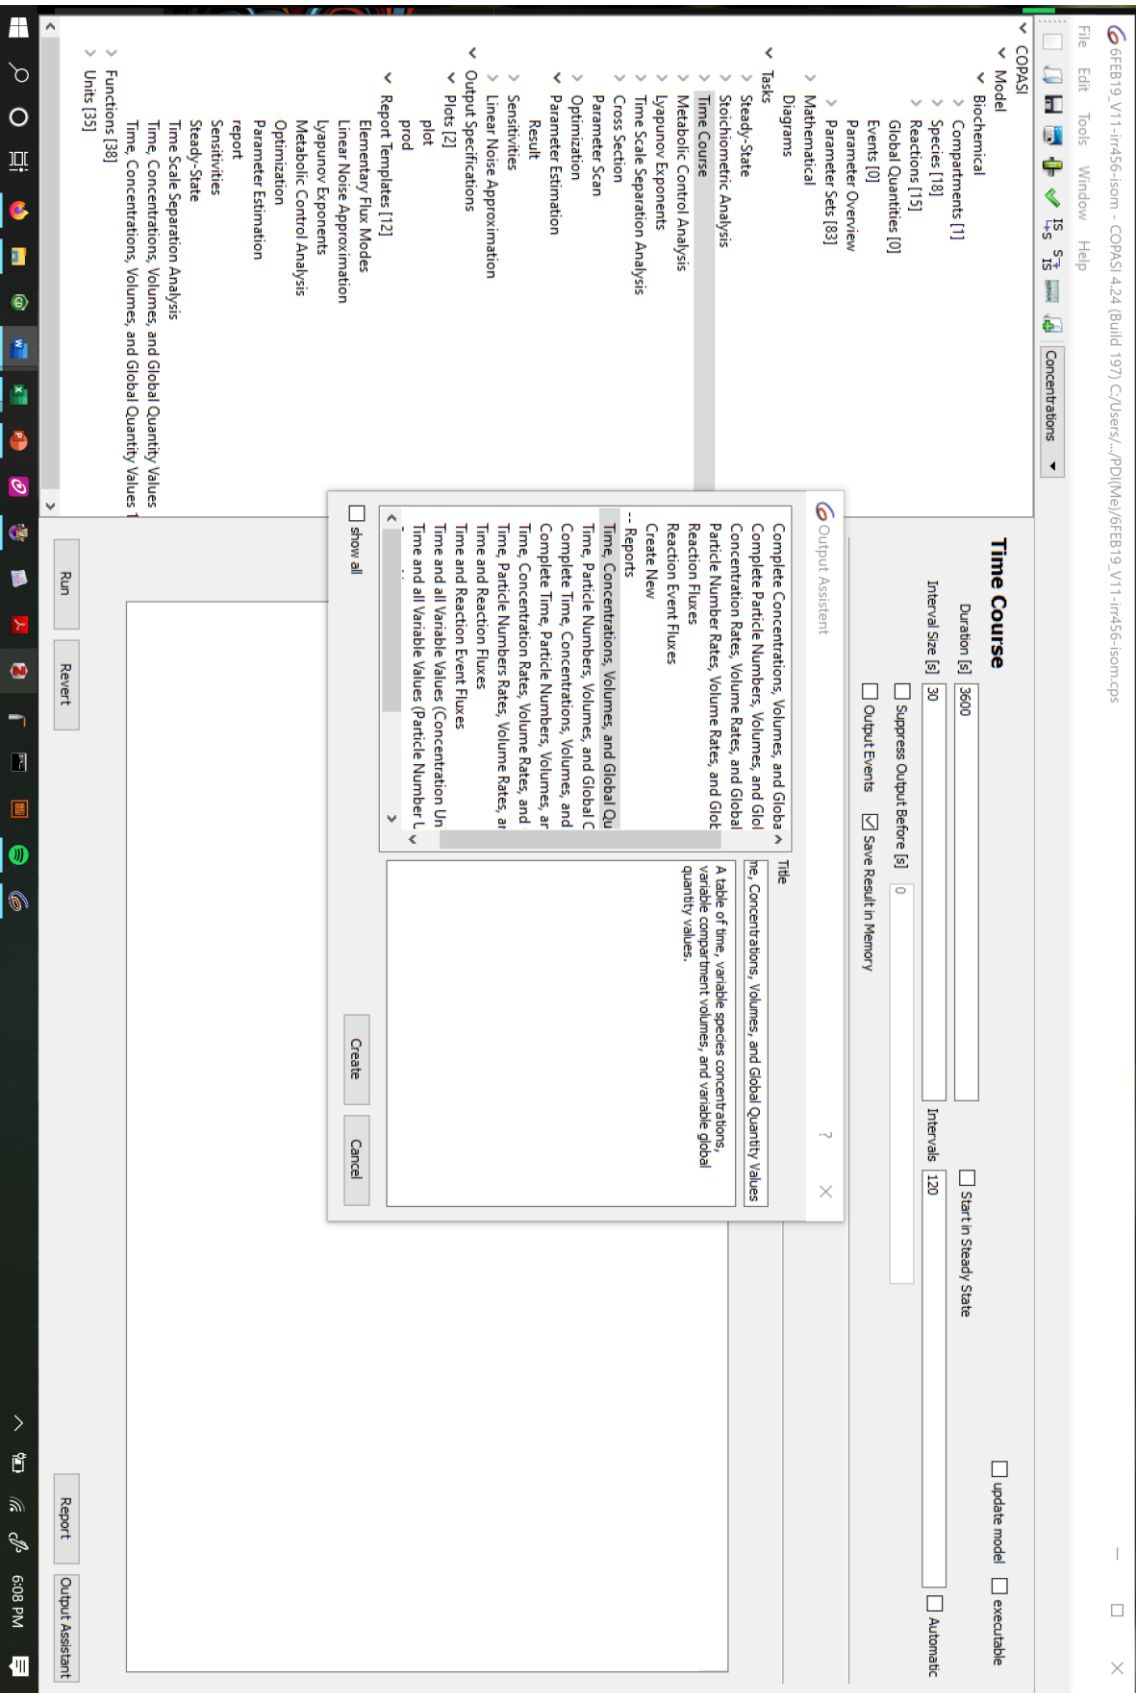 6FEB19_V11-irr456-isom - COPASI 4.24 (Build 197) C:/Users/.../PDI(Me)/6FEB19_V11-irr456-isom.cps
File Edit Tools Window Help
Concentrations
COPASI
Model
Biochemical
Compartments [1]
Species [18]
Reactions [15]
Global Quantities [0]
Events [0]
Parameter Overview
Parameter Sets [83]
Mathematical
Diagrams
Tasks
Steady-State
Stoichiometric Analysis
Time Course
Metabolic Control Analysis
Lyapunov Exponents
Time Scale Separation Analysis
Cross Section
Parameter Scan
Optimization
Parameter Estimation
Result
Sensitivities
Linear Noise Approximation
Output Specifications
Plots [2]
plot
prod
Report Templates [12]
Elementary Flux Modes
Linear Noise Approximation
Lyapunov Exponents
Metabolic Control Analysis
Optimization
Parameter Estimation
report
Sensitivities
Steady-State
Time Scale Separation Analysis
Time, Concentrations, Volumes, and Global Quantity Values
Time, Concentrations, Volumes, and Global Quantity Values 1
Functions [38]
Units [35]
Time Course
update model executable
Duration [s] 3600 Start in Steady State
Interval Size [s] 30 Intervals 120 Automatic
Suppress Output Before [s] 0
Output Events Save Result in Memory
Output Assistent ? X
Complete Concentrations, Volumes, and Globa
Complete Particle Numbers, Volumes, and Glol
Concentration Rates, Volume Rates, and Global
Particle Number Rates, Volume Rates, and Glob
Reaction Fluxes
Reaction Event Fluxes
Create New
-- Reports
Time, Concentrations, Volumes, and Global Qu
Time, Particle Numbers, Volumes, and Global C
Complete Time, Concentrations, Volumes, and
Complete Time, Particle Numbers, Volumes, ar
Time, Concentration Rates, Volume Rates, and
Time, Particle Numbers Rates, Volume Rates, ar
Time and Reaction Fluxes
Time and Reaction Event Fluxes
Time and all Variable Values (Concentration Un
Time and all Variable Values (Particle Number U
show all
Title
ne, Concentrations, Volumes, and Global Quantity Values
A table of time, variable species concentrations,
variable compartment volumes, and variable global
quantity values.
Create Cancel
Run Revert Report Output Assistant
6:08 PM